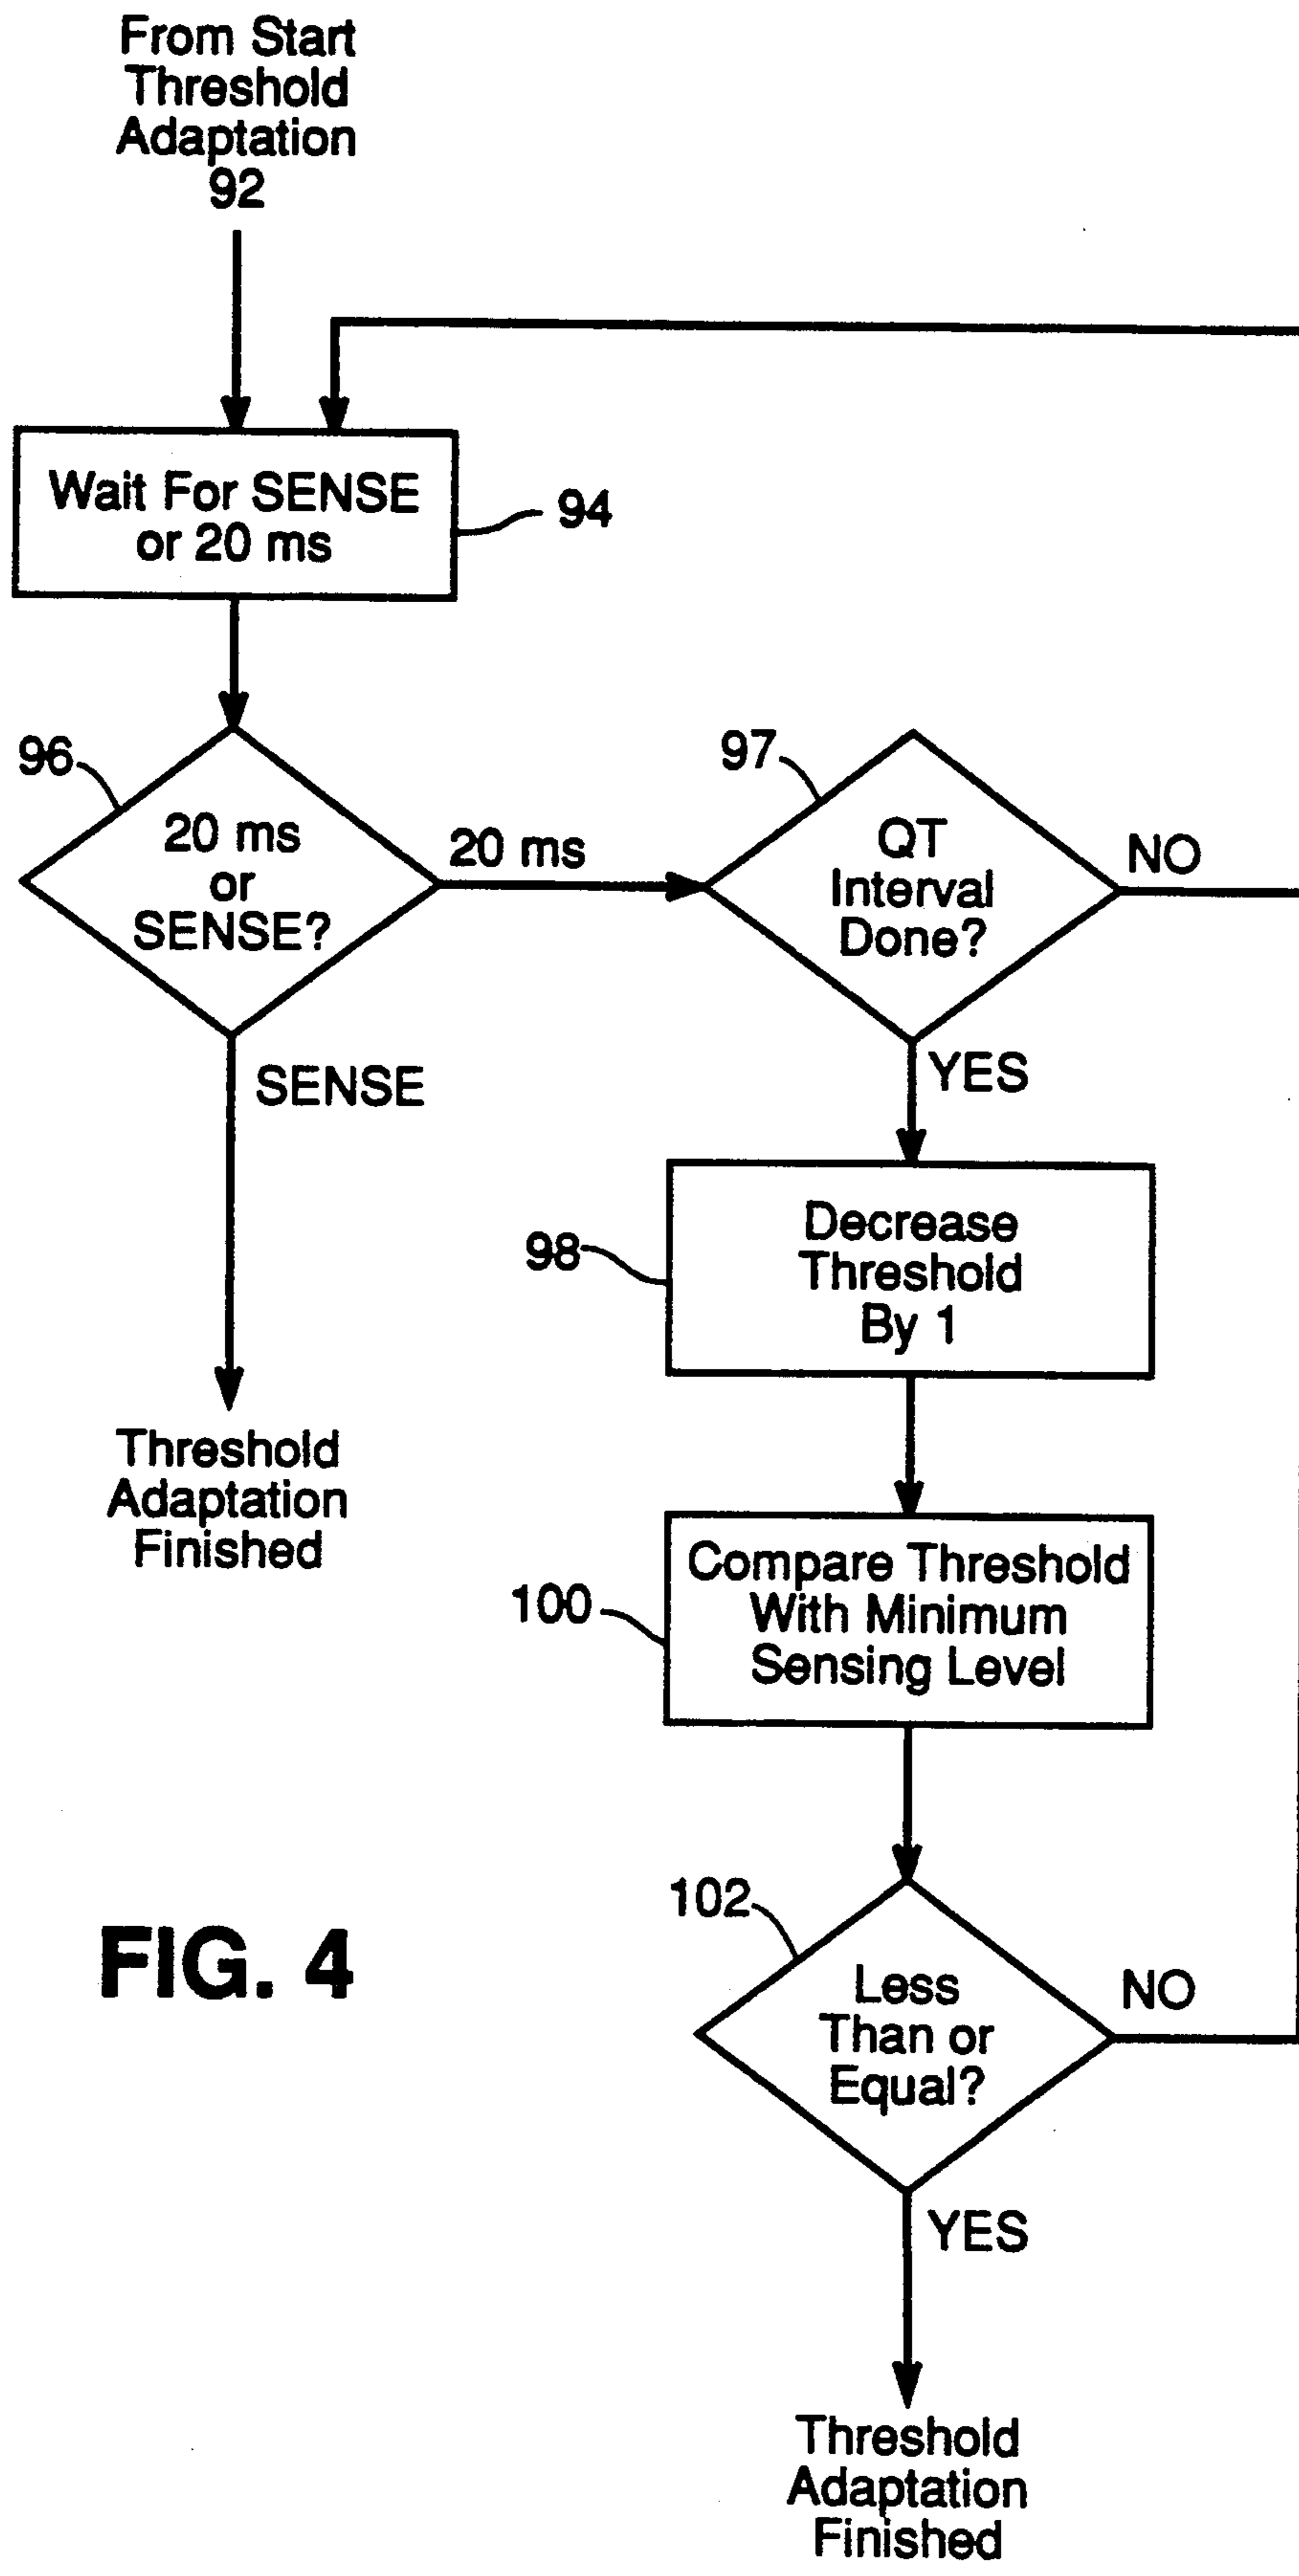 From Start
Threshold
Adaptation
92
Wait For SENSE
or 20 ms
94
96
20 ms
or
SENSE?
20 ms
97
QT
Interval
Done?
NO
SENSE
YES
98
Decrease
Threshold
By 1
Threshold
Adaptation
Finished
100
Compare Threshold
With Minimum
Sensing Level
102
Less
Than or
Equal?
NO
FIG. 4
YES
Threshold
Adaptation
Finished